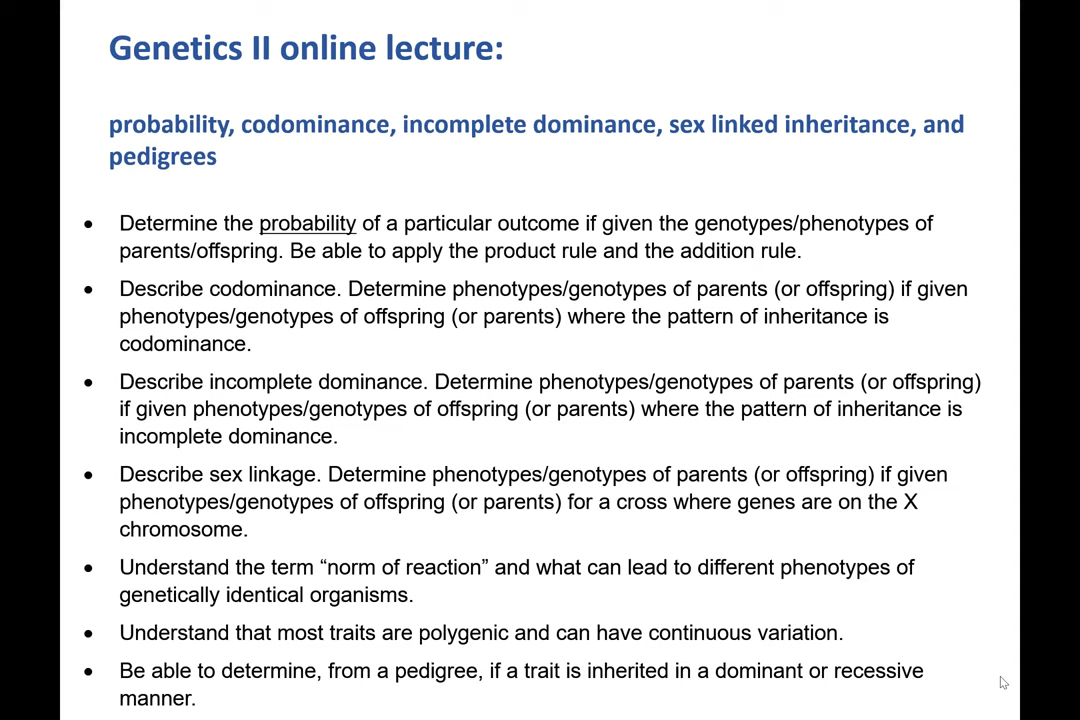 Genetics II online lecture:
probability, codominance, incomplete dominance, sex linked inheritance, and
pedigrees
• Determine the probability of a particular outcome if given the genotypes/phenotypes of
parents/offspring. Be able to apply the product rule and the addition rule.
• Describe codominance. Determine phenotypes/genotypes of parents (or offspring) if given
phenotypes/genotypes of offspring (or parents) where the pattern of inheritance is
codominance.
• Describe incomplete dominance. Determine phenotypes/genotypes of parents (or offspring)
if given phenotypes/genotypes of offspring (or parents) where the pattern of inheritance is
incomplete dominance.
• Describe sex linkage. Determine phenotypes/genotypes of parents (or offspring) if given
phenotypes/genotypes of offspring (or parents) for a cross where genes are on the X
chromosome.
• Understand the term “norm of reaction” and what can lead to different phenotypes of
genetically identical organisms.
• Understand that most traits are polygenic and can have continuous variation.
• Be able to determine, from a pedigree, if a trait is inherited in a dominant or recessive
manner.